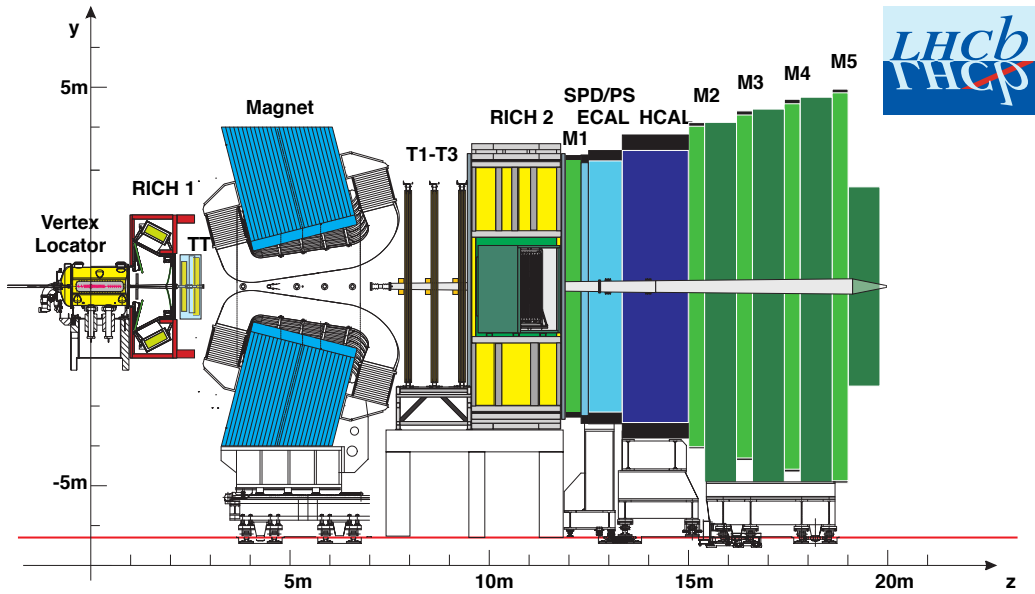 y
LHCb
LHCb
5m
Magnet
RICH 1
Vertex
Locator
TT
T1-T3
RICH 2
SPD/PS
ECAL
HCAL
M1
M2
M3
M4
M5
-5m
5m
10m
15m
20m
z